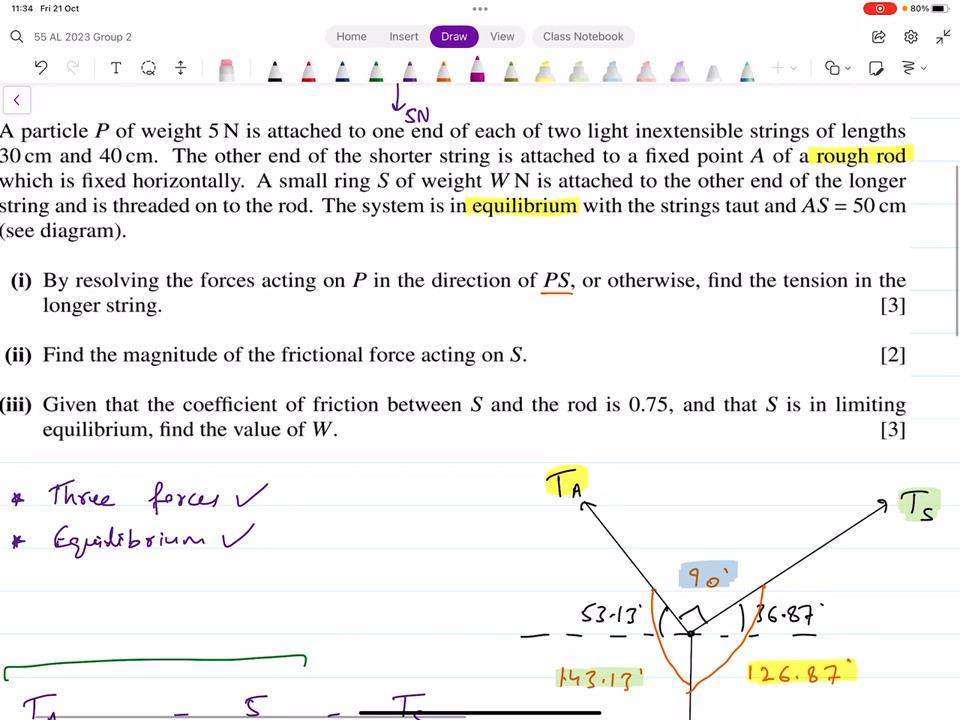 11:34 Fri 21 Oct
80%
55 AL 2023 Group 2
Home Insert Draw View Class Notebook
T
5N
A particle P of weight 5 N is attached to one end of each of two light inextensible strings of lengths
30 cm and 40 cm. The other end of the shorter string is attached to a fixed point A of a rough rod
which is fixed horizontally. A small ring S of weight W N is attached to the other end of the longer
string and is threaded on to the rod. The system is in equilibrium with the strings taut and AS = 50 cm
(see diagram).
(i) By resolving the forces acting on P in the direction of PS, or otherwise, find the tension in the
longer string. [3]
(ii) Find the magnitude of the frictional force acting on S. [2]
(iii) Given that the coefficient of friction between S and the rod is 0.75, and that S is in limiting
equilibrium, find the value of W. [3]
* Three forces ✓
* Equilibrium ✓
T_A
T_S
90°
53.13°
36.87°
143.13°
126.87°
T_A = 5 = T_S